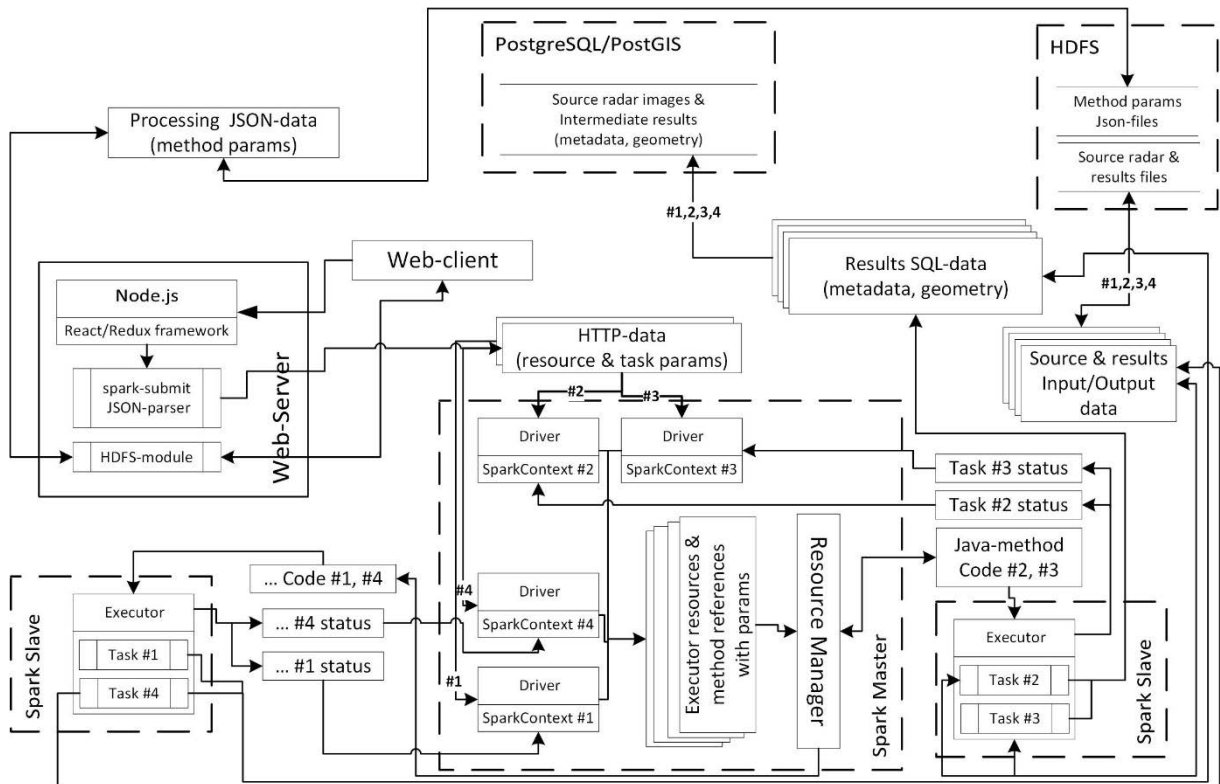 PostgreSQL/PostGIS
Source radar images &
Intermediate results
(metadata, geometry)
HDFS
Method params
Json-files
Source radar &
results files
Processing JSON-data
(method params)
#1,2,3,4
#1,2,3,4
Web-client
Results SQL-data
(metadata, geometry)
Web-Server
Node.js
React/Redux framework
spark-submit
JSON-parser
HDFS-module
HTTP-data
(resource & task params)
Source & results
Input/Output
data
#2
#3
Driver
SparkContext #2
Driver
SparkContext #3
Task #3 status
Task #2 status
Java-method
Code #2, #3
... Code #1, #4
... #4 status
... #1 status
Spark Slave
Executor
Task #1
Task #4
#4
Driver
SparkContext #4
#1
Driver
SparkContext #1
Executor resources &
method references
with params
Resource Manager
Spark Master
Executor
Task #2
Task #3
Spark Slave